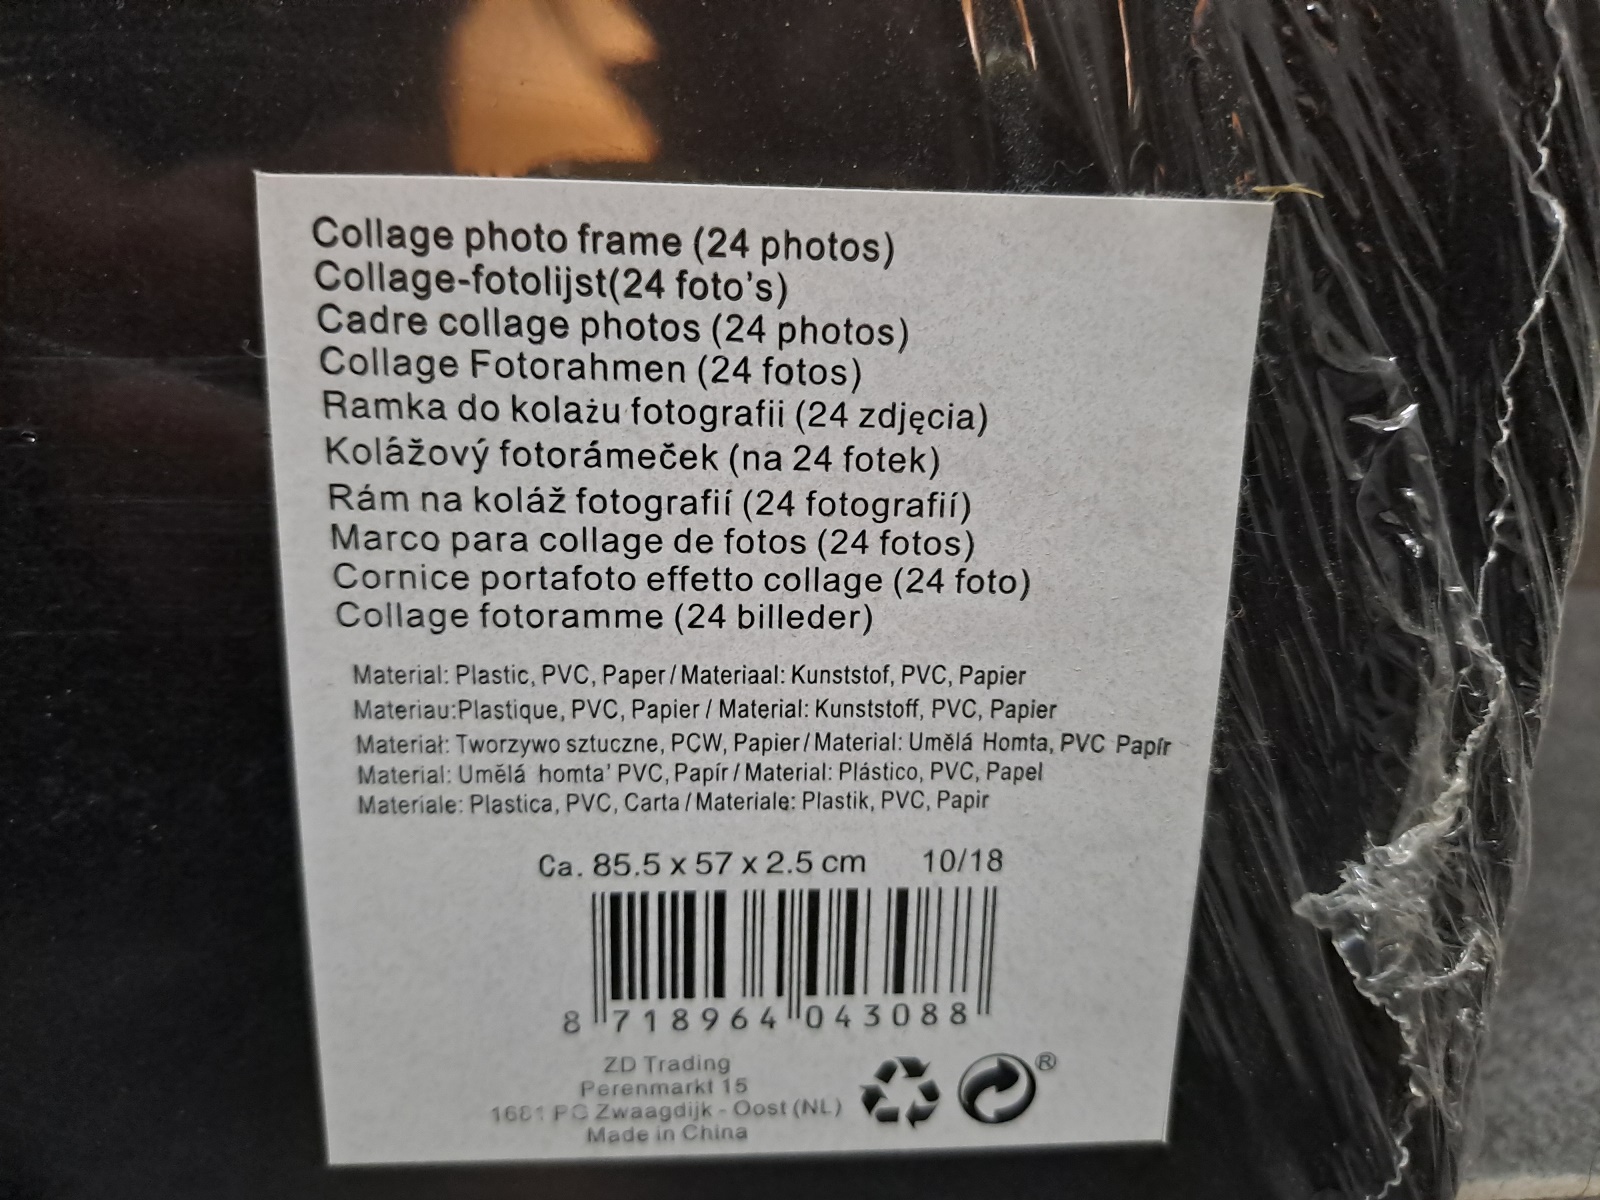 Collage photo frame (24 photos)
Collage-fotolijst(24 foto's)
Cadre collage photos (24 photos)
Collage Fotorahmen (24 fotos)
Ramka do kolażu fotografii (24 zdjęcia)
Kolážový fotorámeček (na 24 fotek)
Rám na koláž fotografií (24 fotografií)
Marco para collage de fotos (24 fotos)
Cornice portafoto effetto collage (24 foto)
Collage fotoramme (24 billeder)
Material: Plastic, PVC, Paper / Materiaal: Kunststof, PVC, Papier
Materiau:Plastique, PVC, Papier / Material: Kunststoff, PVC, Papier
Materiał: Tworzywo sztuczne, PCW, Papier / Material: Umělá Homta, PVC Papír
Material: Umělá homta' PVC, Papír / Material: Plástico, PVC, Papel
Materiale: Plastica, PVC, Carta / Materiale: Plastik, PVC, Papir
Ca. 85.5 x 57 x 2.5 cm 10/18
8 718964 043088
ZD Trading
Perenmarkt 15
Zwaagdijk - Oost (NL)
Made in China
®